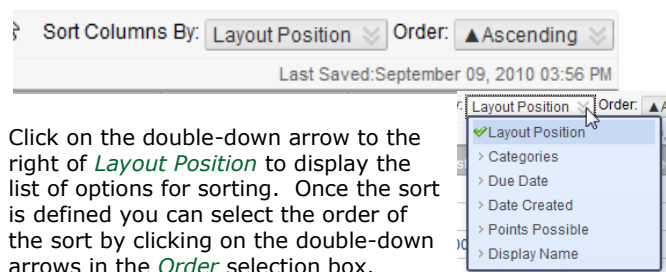 Sort Columns By: Layout Position Order: ▲Ascending
Last Saved:September 09, 2010 03:56 PM
Layout Position Order: ▲A
Layout Position
Categories
Due Date
Date Created
Points Possible
Display Name
Click on the double-down arrow to the
right of Layout Position to display the
list of options for sorting. Once the sort
is defined you can select the order of
the sort by clicking on the double-down
arrows in the Order selection box.